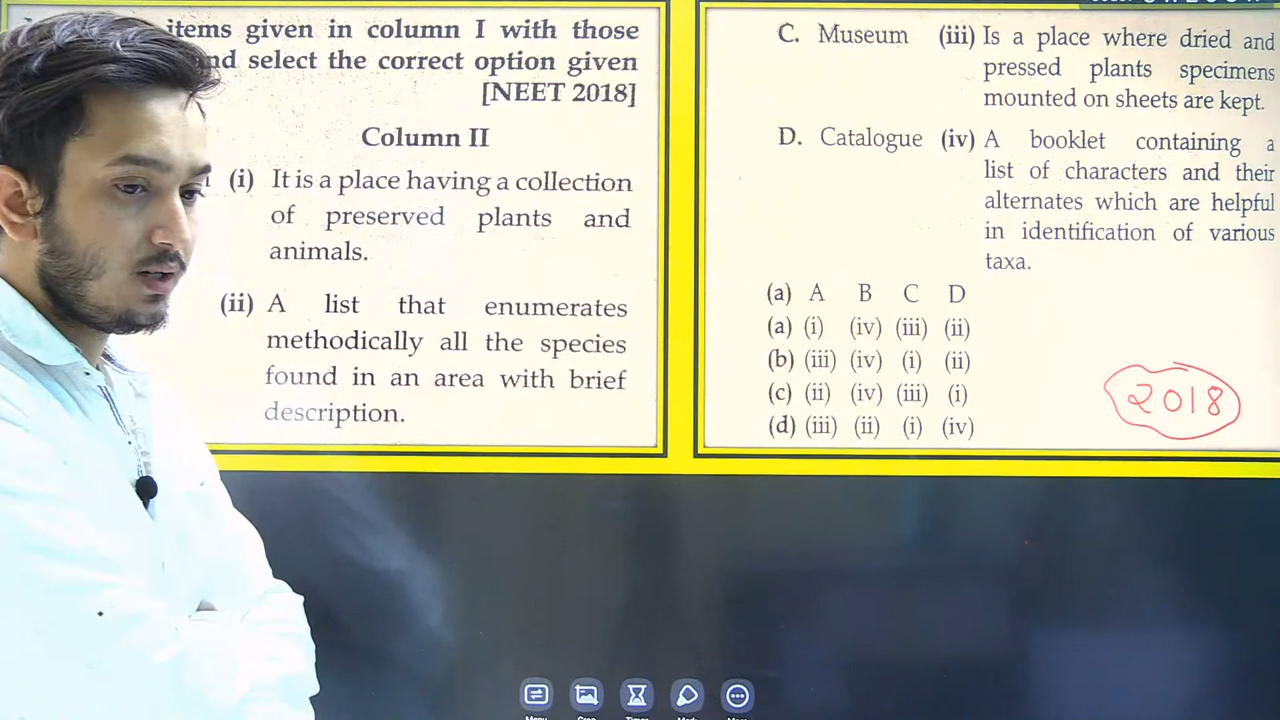 items given in column I with those
and select the correct option given
[NEET 2018]
Column II
(i) It is a place having a collection
of preserved plants and
animals.
(ii) A list that enumerates
methodically all the species
found in an area with brief
description.
C. Museum (iii) Is a place where dried and
pressed plants specimens
mounted on sheets are kept.
D. Catalogue (iv) A booklet containing a
list of characters and their
alternates which are helpful
in identification of various
taxa.
(a) A B C D
(a) (i) (iv) (iii) (ii)
(b) (iii) (iv) (i) (ii)
(c) (ii) (iv) (iii) (i)
(d) (iii) (ii) (i) (iv)
2018